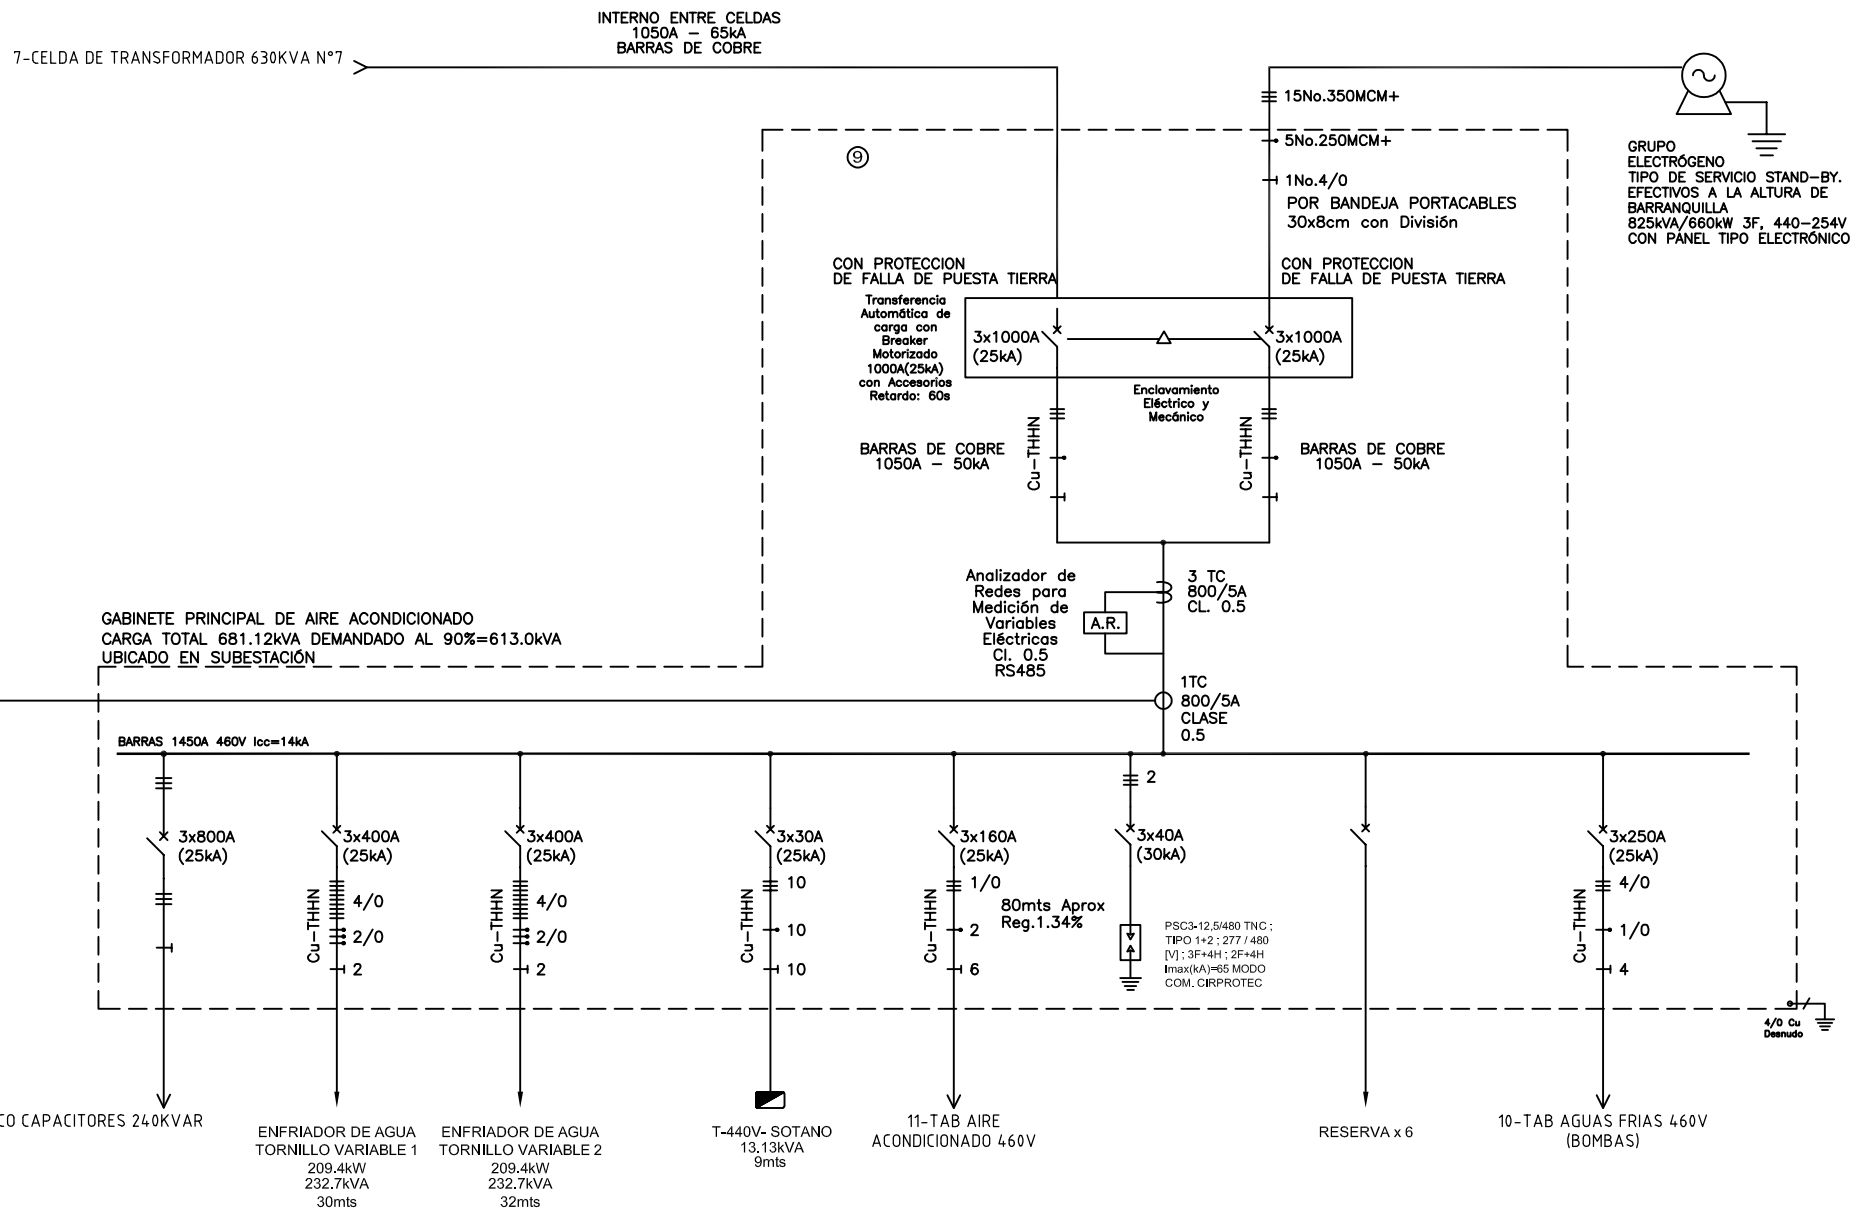 INTERNO ENTRE CELDAS
1050A – 65kA
BARRAS DE COBRE
7-CELDA DE TRANSFORMADOR 630KVA N°7
15No.350MCM+
5No.250MCM+
1No.4/0
POR BANDEJA PORTACABLES
30x8cm con División
GRUPO
ELECTRÓGENO
TIPO DE SERVICIO STAND-BY.
EFECTIVOS A LA ALTURA DE
BARRANQUILLA
825kVA/660kW 3F, 440-254V
CON PANEL TIPO ELECTRÓNICO
9
CON PROTECCION
DE FALLA DE PUESTA TIERRA
CON PROTECCION
DE FALLA DE PUESTA TIERRA
Transferencia
Automática de
carga con
Breaker
Motorizado
1000A(25kA)
con Accesorios
Retardo: 60s
3x1000A
(25kA)
3x1000A
(25kA)
Enclavamiento
Eléctrico y
Mecánico
Cu-THHN
BARRAS DE COBRE
1050A – 50kA
Cu-THHN
BARRAS DE COBRE
1050A – 50kA
Analizador de
Redes para
Medición de
Variables
Eléctricas
Cl. 0.5
RS485
A.R.
3 TC
800/5A
CL. 0.5
1TC
800/5A
CLASE
0.5
GABINETE PRINCIPAL DE AIRE ACONDICIONADO
CARGA TOTAL 681.12kVA DEMANDADO AL 90%=613.0kVA
UBICADO EN SUBESTACIÓN
BARRAS 1450A 460V Icc=14kA
3x800A
(25kA)
3x400A
(25kA)
Cu-THHN
4/0
2/0
2
3x400A
(25kA)
Cu-THHN
4/0
2/0
2
3x30A
(25kA)
Cu-THHN
10
10
10
3x160A
(25kA)
Cu-THHN
1/0
2
6
80mts Aprox
Reg.1.34%
2
3x40A
(30kA)
PSC3-12,5/480 TNC ;
TIPO 1+2 ; 277 / 480
[V] ; 3F+4H ; 2F+4H
Imax(kA)=65 MODO
COM. CIRPROTEC
3x250A
(25kA)
Cu-THHN
4/0
1/0
4
4/0 Cu
Desnudo
CO CAPACITORES 240KVAR
ENFRIADOR DE AGUA
TORNILLO VARIABLE 1
209.4kW
232.7kVA
30mts
ENFRIADOR DE AGUA
TORNILLO VARIABLE 2
209.4kW
232.7kVA
32mts
T-440V- SOTANO
13.13kVA
9mts
11-TAB AIRE
ACONDICIONADO 460V
RESERVA x 6
10-TAB AGUAS FRIAS 460V
(BOMBAS)